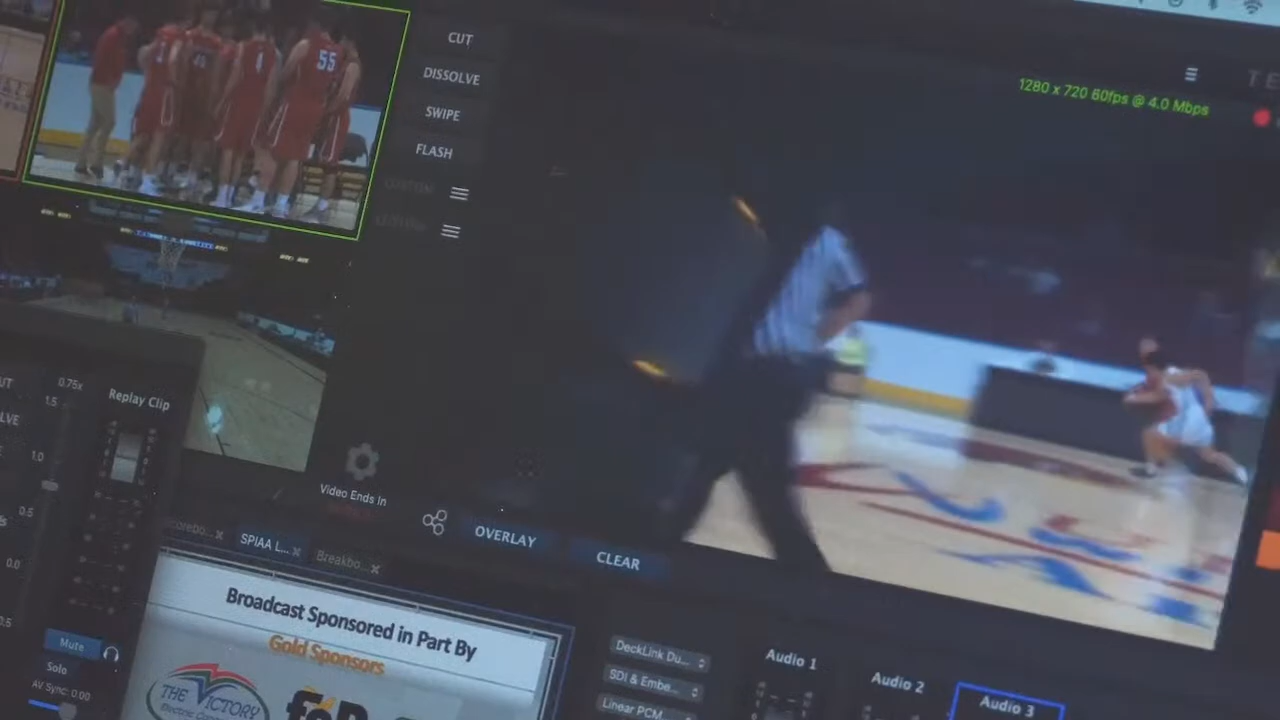 55
4
CUT
DISSOLVE
SWIPE
FLASH
1280 x 720 60fps @ 4.0 Mbps
0.75x
1.5
1.0
0.5
0.0
Replay Clip
Video Ends In
OVERLAY
CLEAR
SPIAA L...
Breakbo...
Broadcast Sponsored in Part By
Gold Sponsors
THE VICTORY
Mute
Solo
AV Sync: 0.00
DeckLink Du...
SDI & Embe...
Linear PCM
Audio 1
Audio 2
Audio 3